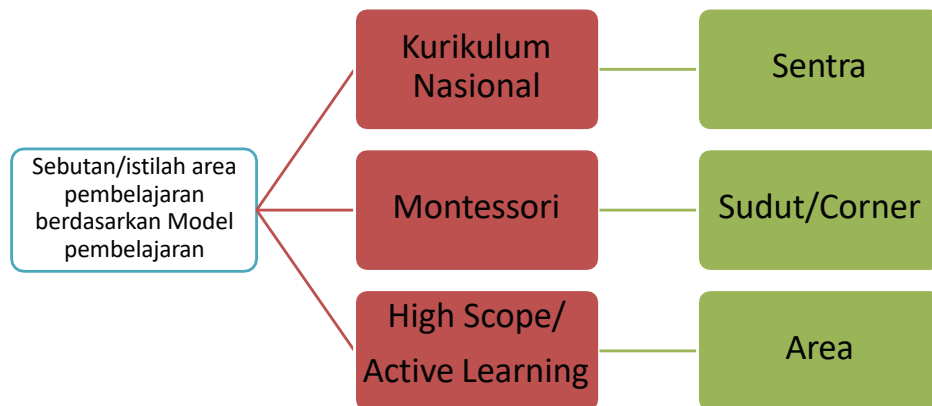 Sebutan/istilah area
pembelajaran
berdasarkan Model
pembelajaran
Kurikulum
Nasional
Sentra
Montessori
Sudut/Corner
High Scope/
Active Learning
Area